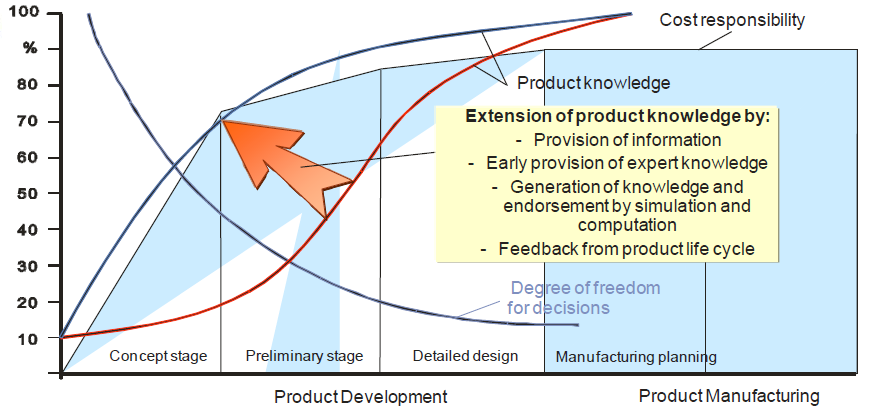 100
%
80
70
60
50
40
30
20
10
Cost responsibility
Product knowledge
Extension of product knowledge by:
- Provision of information
- Early provision of expert knowledge
- Generation of knowledge and
endorsement by simulation and
computation
- Feedback from product life cycle
Degree of freedom
for decisions
Concept stage
Preliminary stage
Detailed design
Manufacturing planning
Product Development
Product Manufacturing